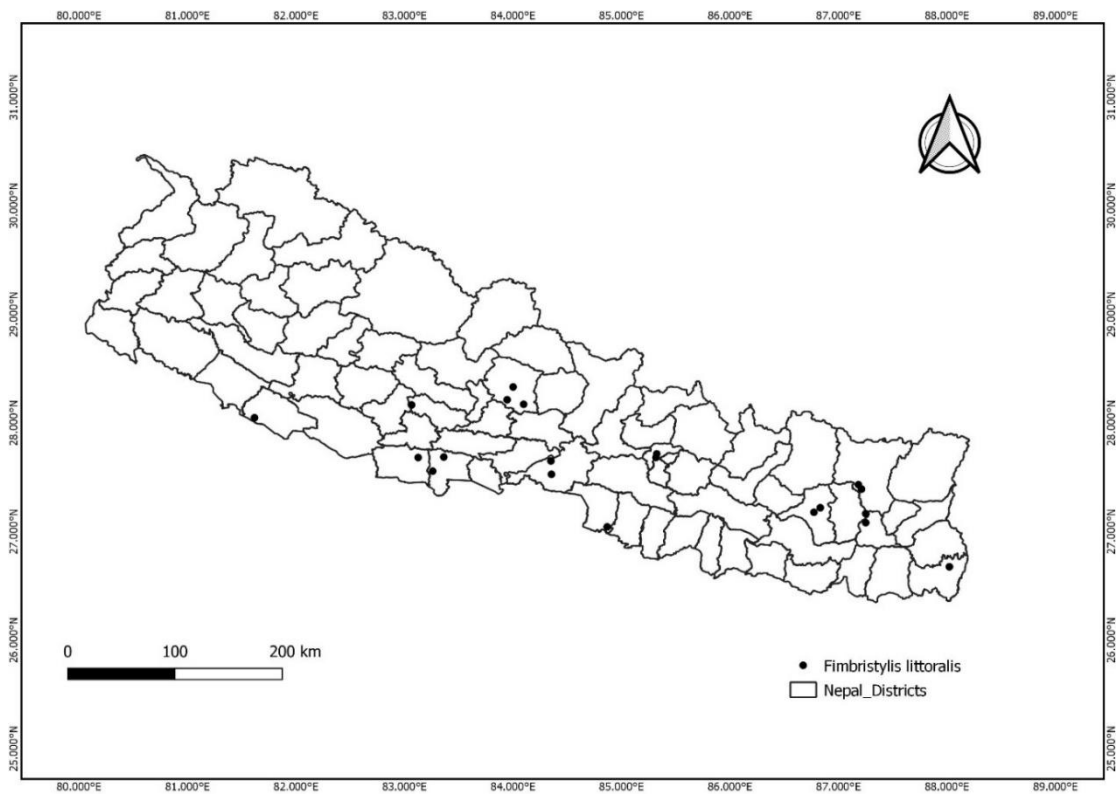 80.000°E 81.000°E 82.000°E 83.000°E 84.000°E 85.000°E 86.000°E 87.000°E 88.000°E 89.000°E
31.000°N 31.000°N
30.000°N 30.000°N
29.000°N 29.000°N
28.000°N 28.000°N
27.000°N 27.000°N
26.000°N 26.000°N
25.000°N 25.000°N
0 100 200 km
Fimbristylis littoralis
Nepal_Districts
80.000°E 81.000°E 82.000°E 83.000°E 84.000°E 85.000°E 86.000°E 87.000°E 88.000°E 89.000°E